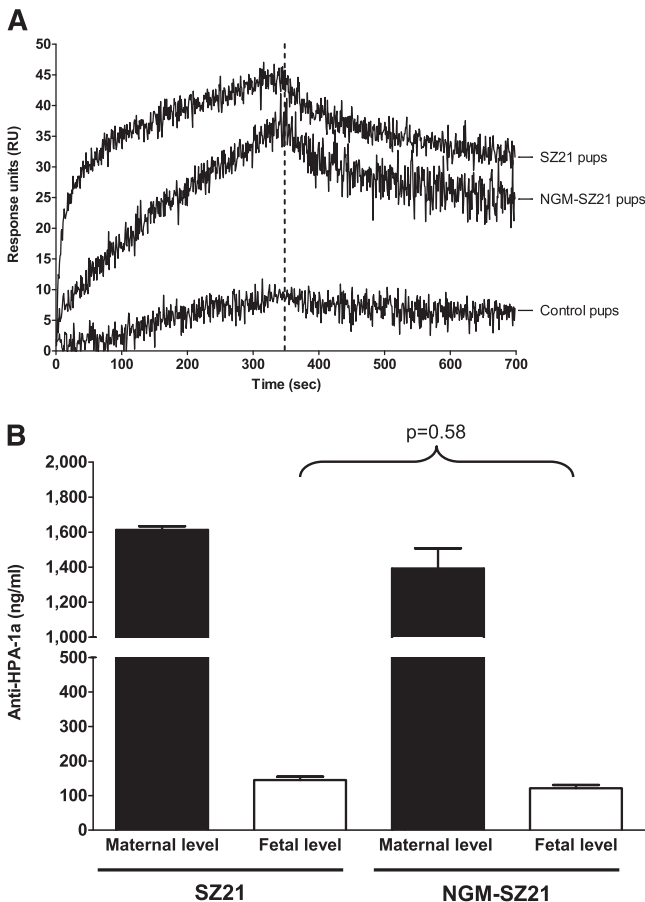 A
50
45
40
35
30
25
20
15
10
5
0
Response units (RU)
SZ21 pups
NGM-SZ21 pups
Control pups
0 100 200 300 400 500 600 700
Time (sec)
B
p=0.58
2,000
1,800
1,600
1,400
1,200
1,000
500
400
300
200
100
0
Anti-HPA-1a (ng/ml)
Maternal level Fetal level Maternal level Fetal level
SZ21 NGM-SZ21